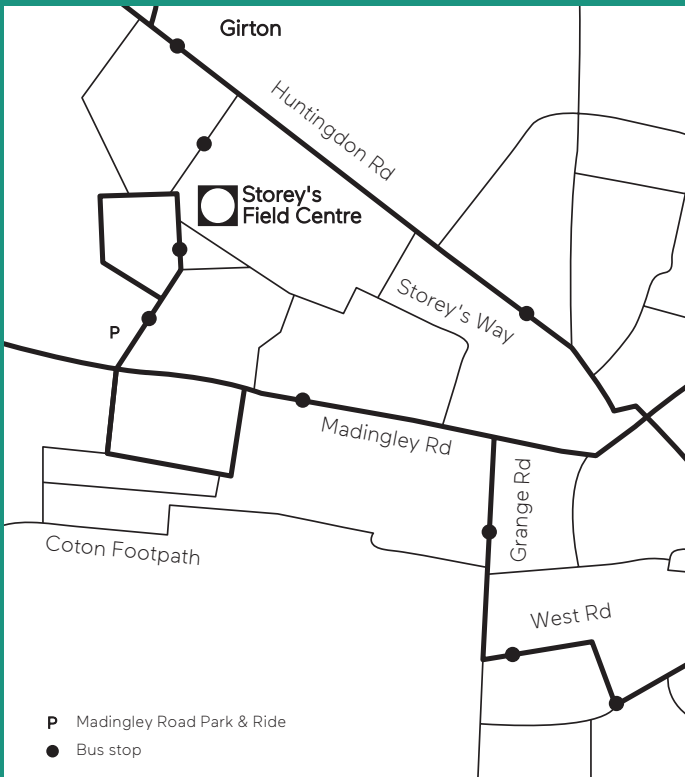 Girton
Huntingdon Rd
Storey's
Field Centre
Storey's Way
P
Madingley Rd
Grange Rd
Coton Footpath
West Rd
P Madingley Road Park & Ride
Bus stop